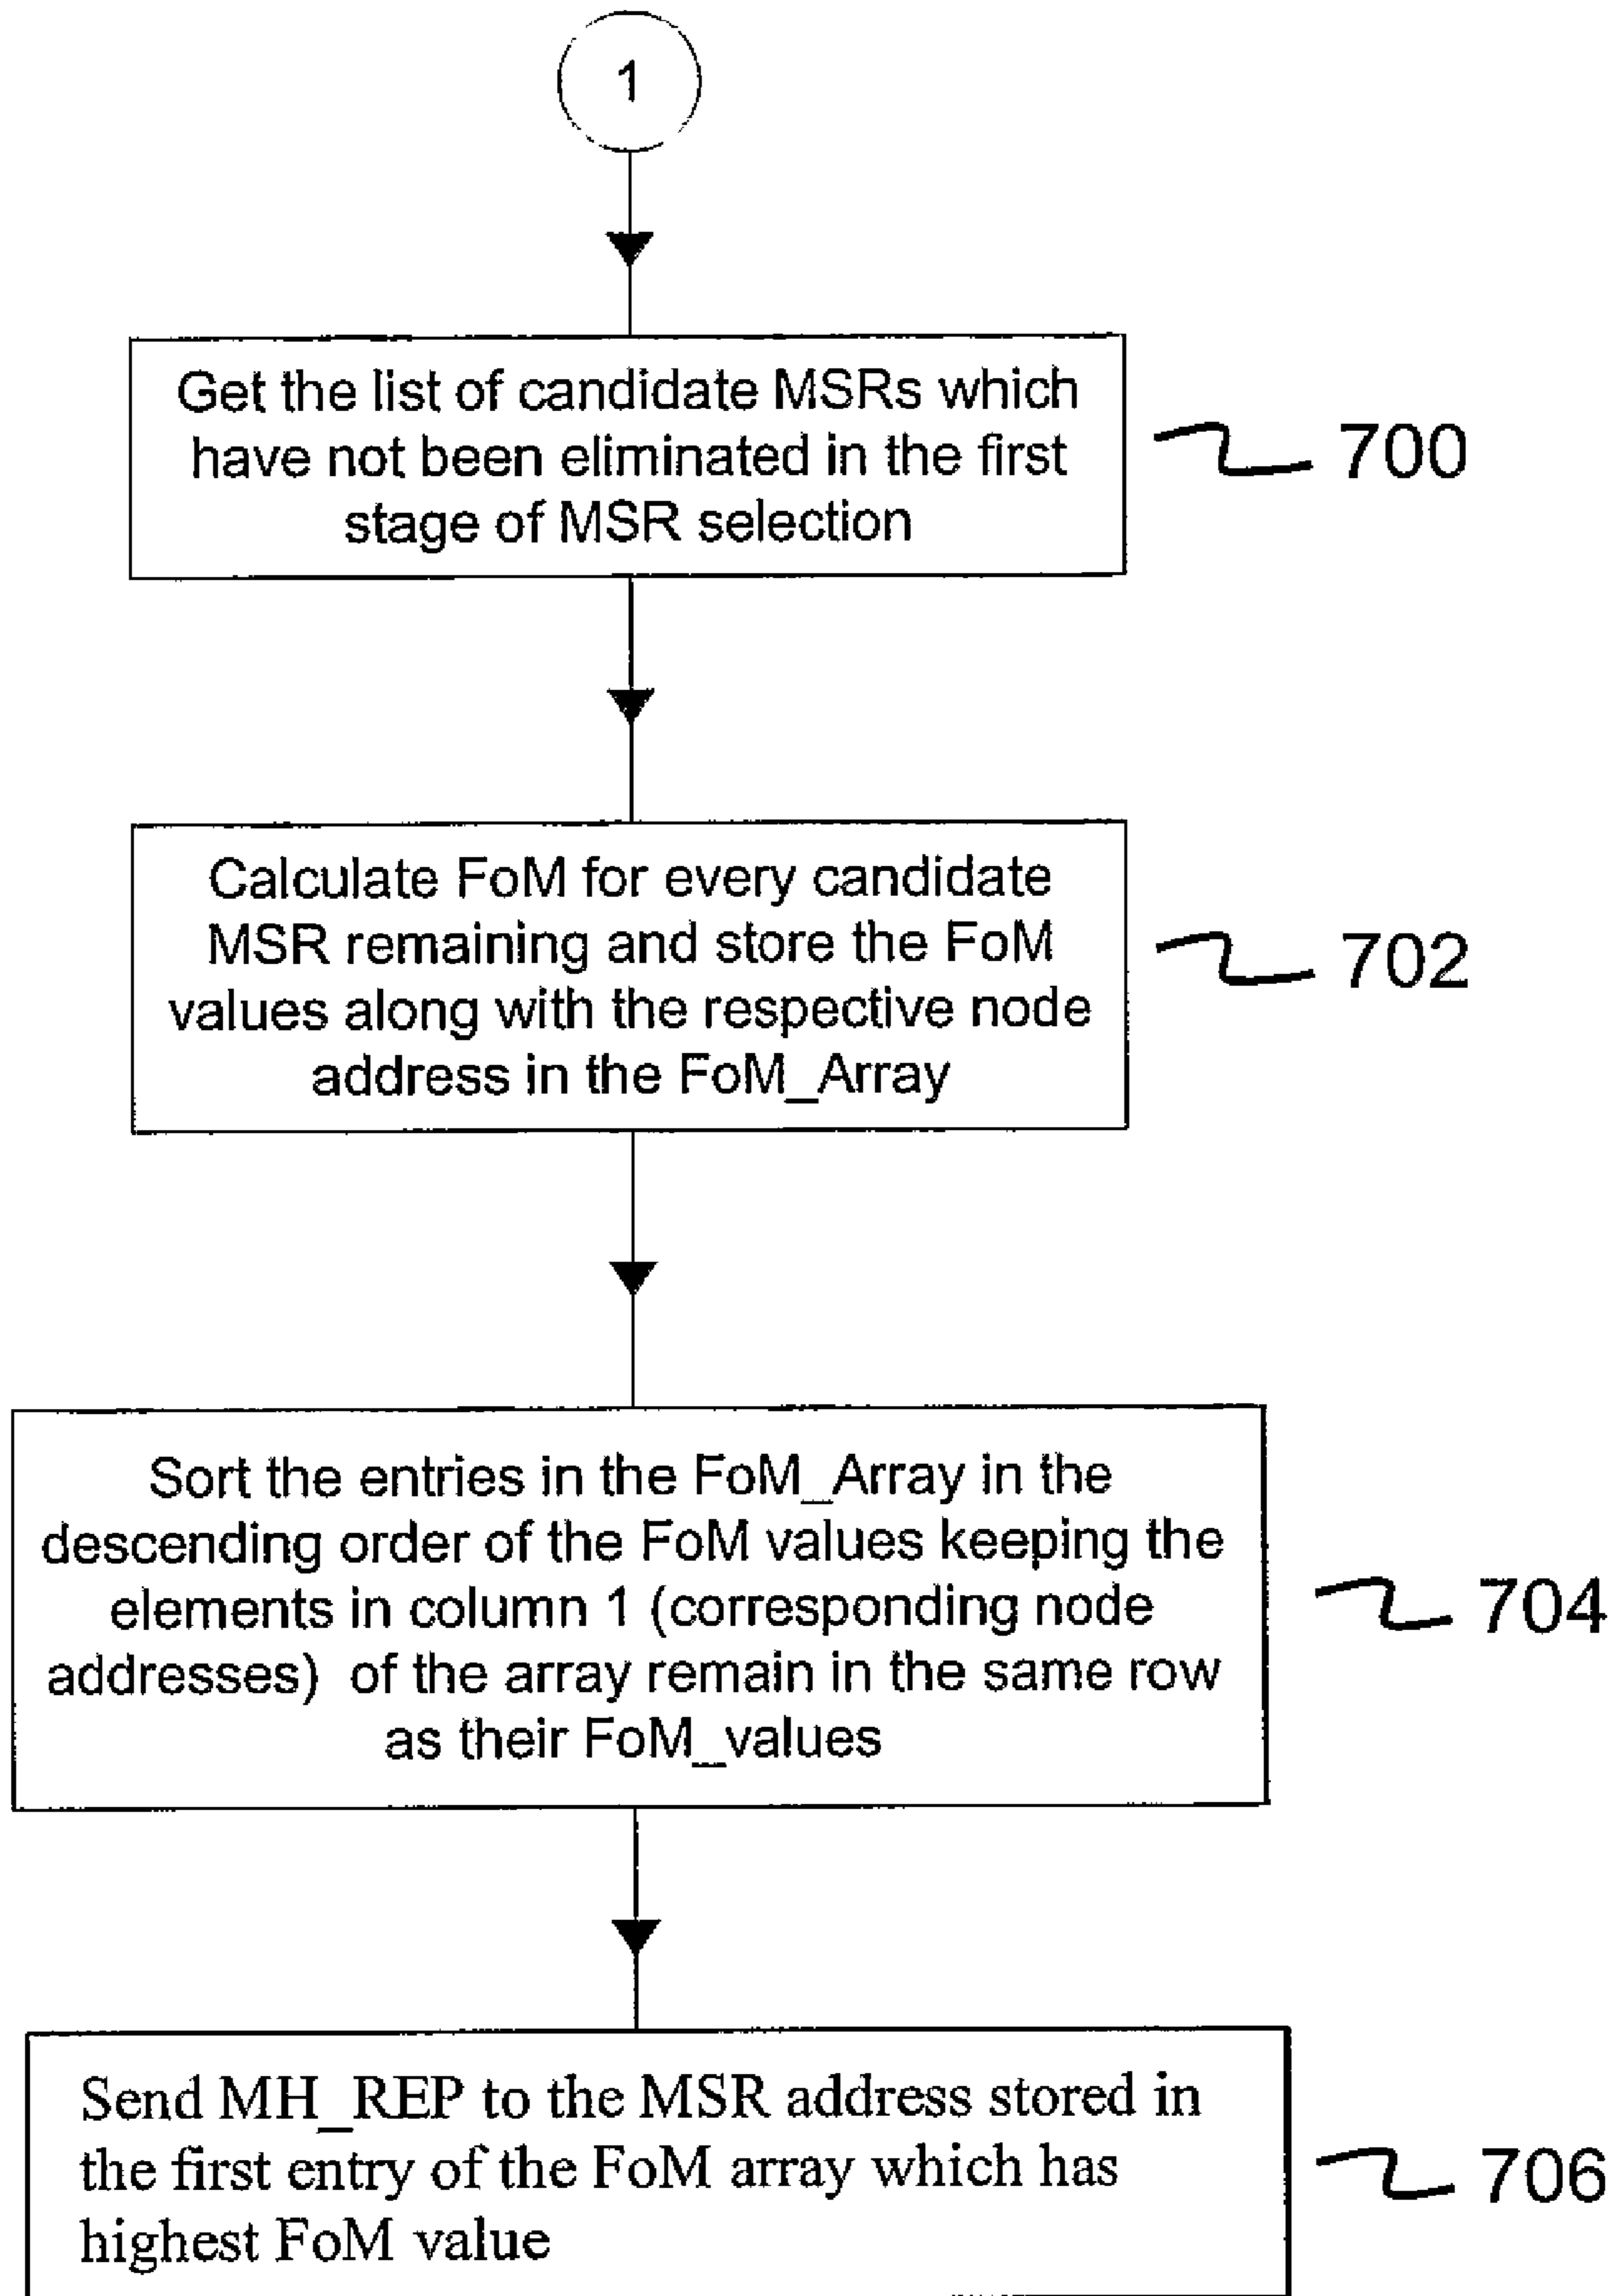 1
Get the list of candidate MSRs which
have not been eliminated in the first
stage of MSR selection
700
Calculate FoM for every candidate
MSR remaining and store the FoM
values along with the respective node
address in the FoM_Array
702
Sort the entries in the FoM_Array in the
descending order of the FoM values keeping the
elements in column 1 (corresponding node
addresses) of the array remain in the same row
as their FoM_values
704
Send MH_REP to the MSR address stored in
the first entry of the FoM array which has
highest FoM value
706